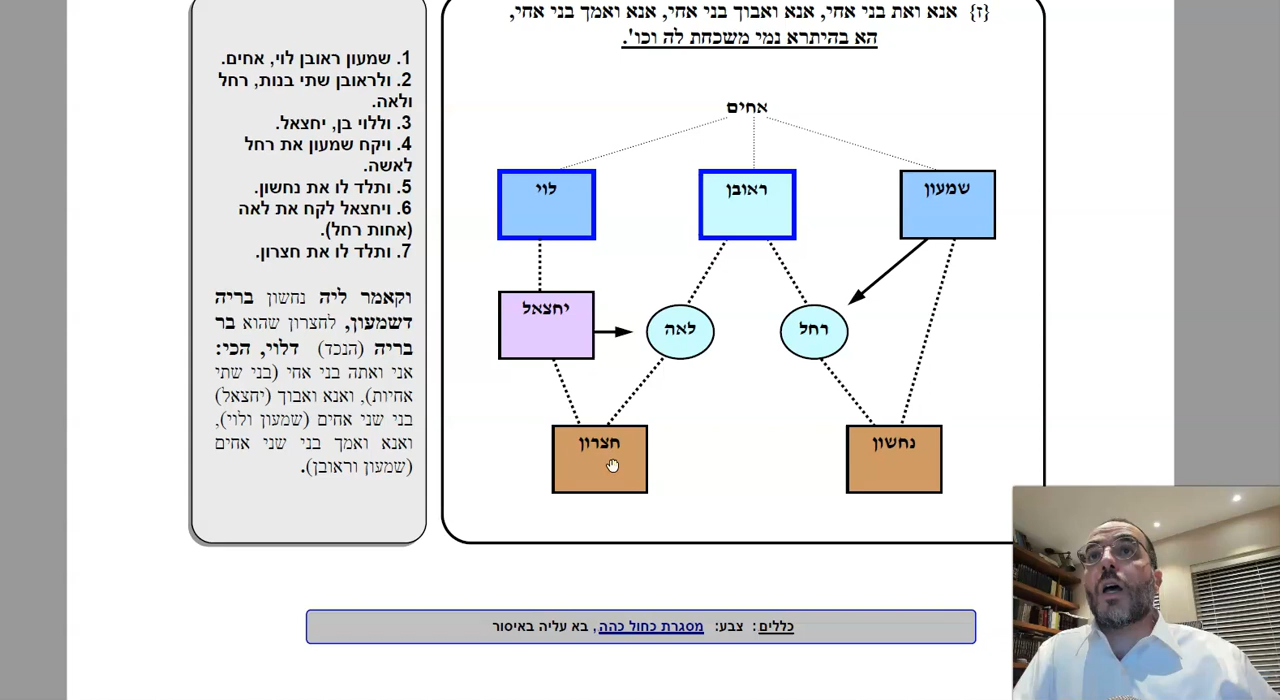 {ז} אנא ואת בני אחי, אנא ואבוך בני אחי, אנא ואמך בני אחי,
הא בהיתרא נמי משכחת לה וכו'.
אחים
שמעון
ראובן
לוי
יחצאל
לאה
רחל
חצרון
נחשון
1. שמעון ראובן לוי, אחים.
2. ולראובן שתי בנות, רחל
ולאה.
3. וללוי בן, יחצאל.
4. ויקח שמעון את רחל
לאשה.
5. ותלד לו את נחשון.
6. ויחצאל לקח את לאה
(אחות רחל).
7. ותלד לו את חצרון.
וקאמר ליה נחשון בריה
דשמעון, לחצרון שהוא בר
בריה (הנכד) דלוי, הכי:
אני ואתה בני אחי (בני שתי
אחיות), ואנא ואבוך (יחצאל)
בני שני אחים (שמעון ולוי),
ואנא ואמך בני שני אחים
(שמעון וראובן).
כללים: צבע: מסגרת כחול כהה, בא עליה באיסור